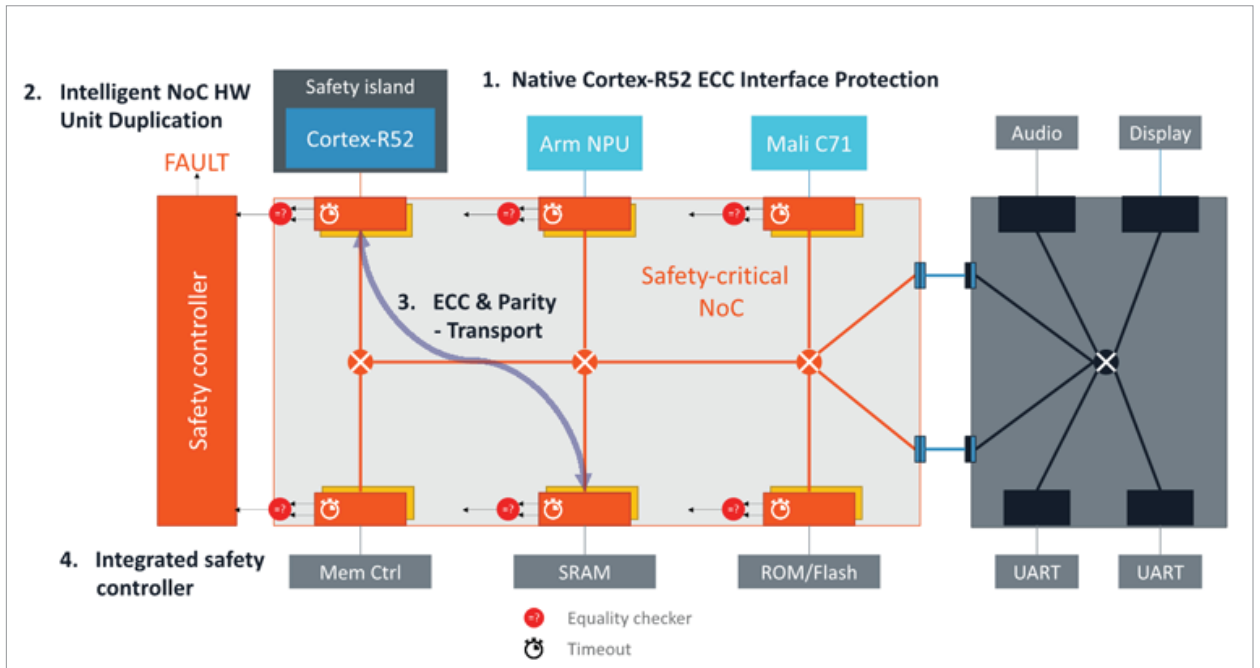 2. Intelligent NoC HW
Unit Duplication
Safety island
Cortex-R52
1. Native Cortex-R52 ECC Interface Protection
Arm NPU
Mali C71
Audio
Display
FAULT
=?
=?
=?
Safety controller
Safety-critical
NoC
3. ECC & Parity
- Transport
=?
=?
=?
4. Integrated safety
controller
Mem Ctrl
SRAM
ROM/Flash
UART
UART
=? Equality checker
Timeout